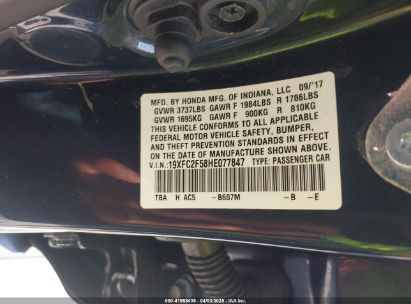 MFD. BY HONDA MFG. OF INDIANA, LLC 09/'17
GVWR 3737LBS GAWR F 1984LBS R 1786LBS
GVWR 1695KG GAWR F 900KG R 810KG
THIS VEHICLE CONFORMS TO ALL APPLICABLE
FEDERAL MOTOR VEHICLE SAFETY, BUMPER,
AND THEFT PREVENTION STANDARDS IN EFFECT
ON THE DATE OF MANUFACTURE SHOWN ABOVE.
V.I.N.:19XFC2F58HE077847 TYPE: PASSENGER CAR
TBA H AC5 -B607M -B -E